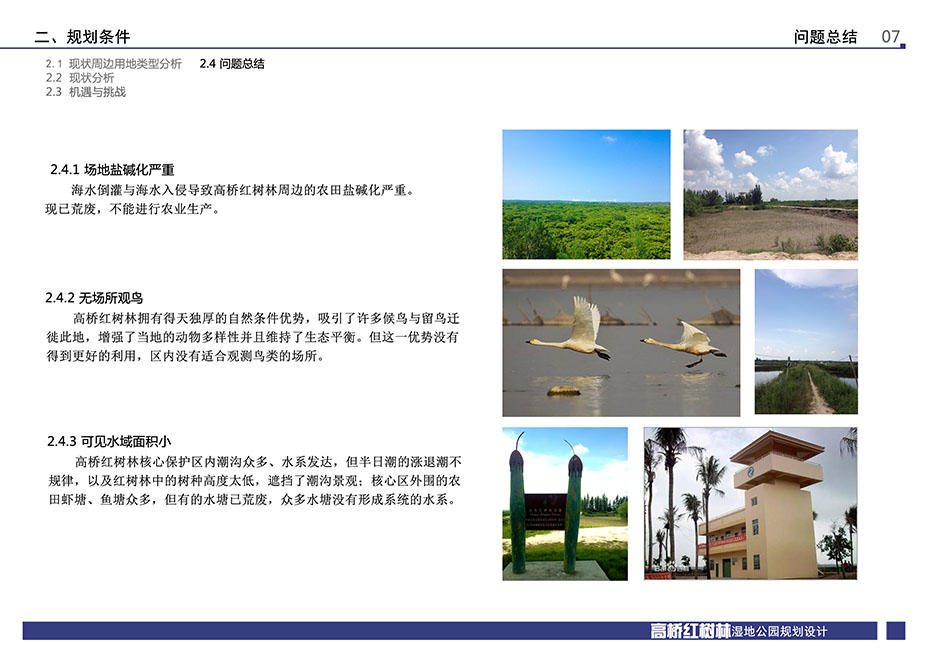 二、规划条件
问题总结 07
2.1 现状周边用地类型分析 2.4 问题总结
2.2 现状分析
2.3 机遇与挑战
2.4.1 场地盐碱化严重
海水倒灌与海水入侵导致高桥红树林周边的农田盐碱化严重。
现已荒废，不能进行农业生产。
2.4.2 无场所观鸟
高桥红树林拥有得天独厚的自然条件优势，吸引了许多候鸟与留鸟迁
徙此地，增强了当地的动物多样性并且维持了生态平衡。但这一优势没有
得到更好的利用，区内没有适合观测鸟类的场所。
2.4.3 可见水域面积小
高桥红树林核心保护区内潮沟众多、水系发达，但半日潮的涨退潮不
规律，以及红树林中的树种高度太低，遮挡了潮沟景观；核心区外围的农
田虾塘、鱼塘众多，但有的水塘已荒废，众多水塘没有形成系统的水系。
高桥红树林湿地公园规划设计